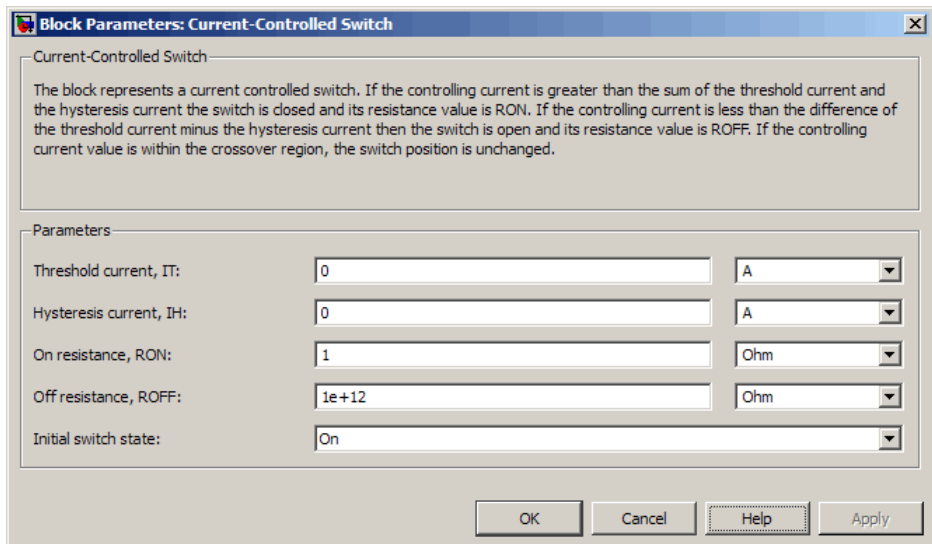 Block Parameters: Current-Controlled Switch
Current-Controlled Switch
The block represents a current controlled switch. If the controlling current is greater than the sum of the threshold current and
the hysteresis current the switch is closed and its resistance value is RON. If the controlling current is less than the difference of
the threshold current minus the hysteresis current then the switch is open and its resistance value is ROFF. If the controlling
current value is within the crossover region, the switch position is unchanged.
Parameters
Threshold current, IT: 0 A
Hysteresis current, IH: 0 A
On resistance, RON: 1 Ohm
Off resistance, ROFF: 1e+12 Ohm
Initial switch state: On
OK Cancel Help Apply